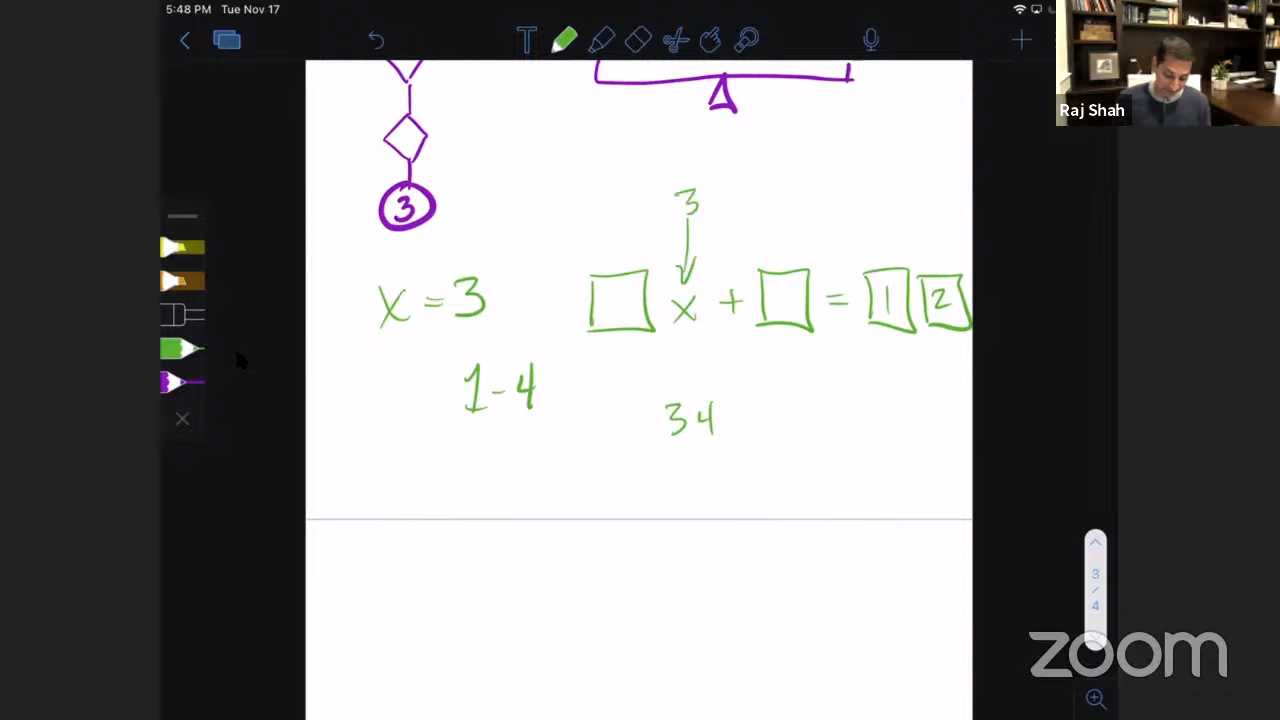 5:48 PM Tue Nov 17
T
Raj Shah
3
3
x = 3
x + = 1 2
1-4
34
3
/
4
zoom